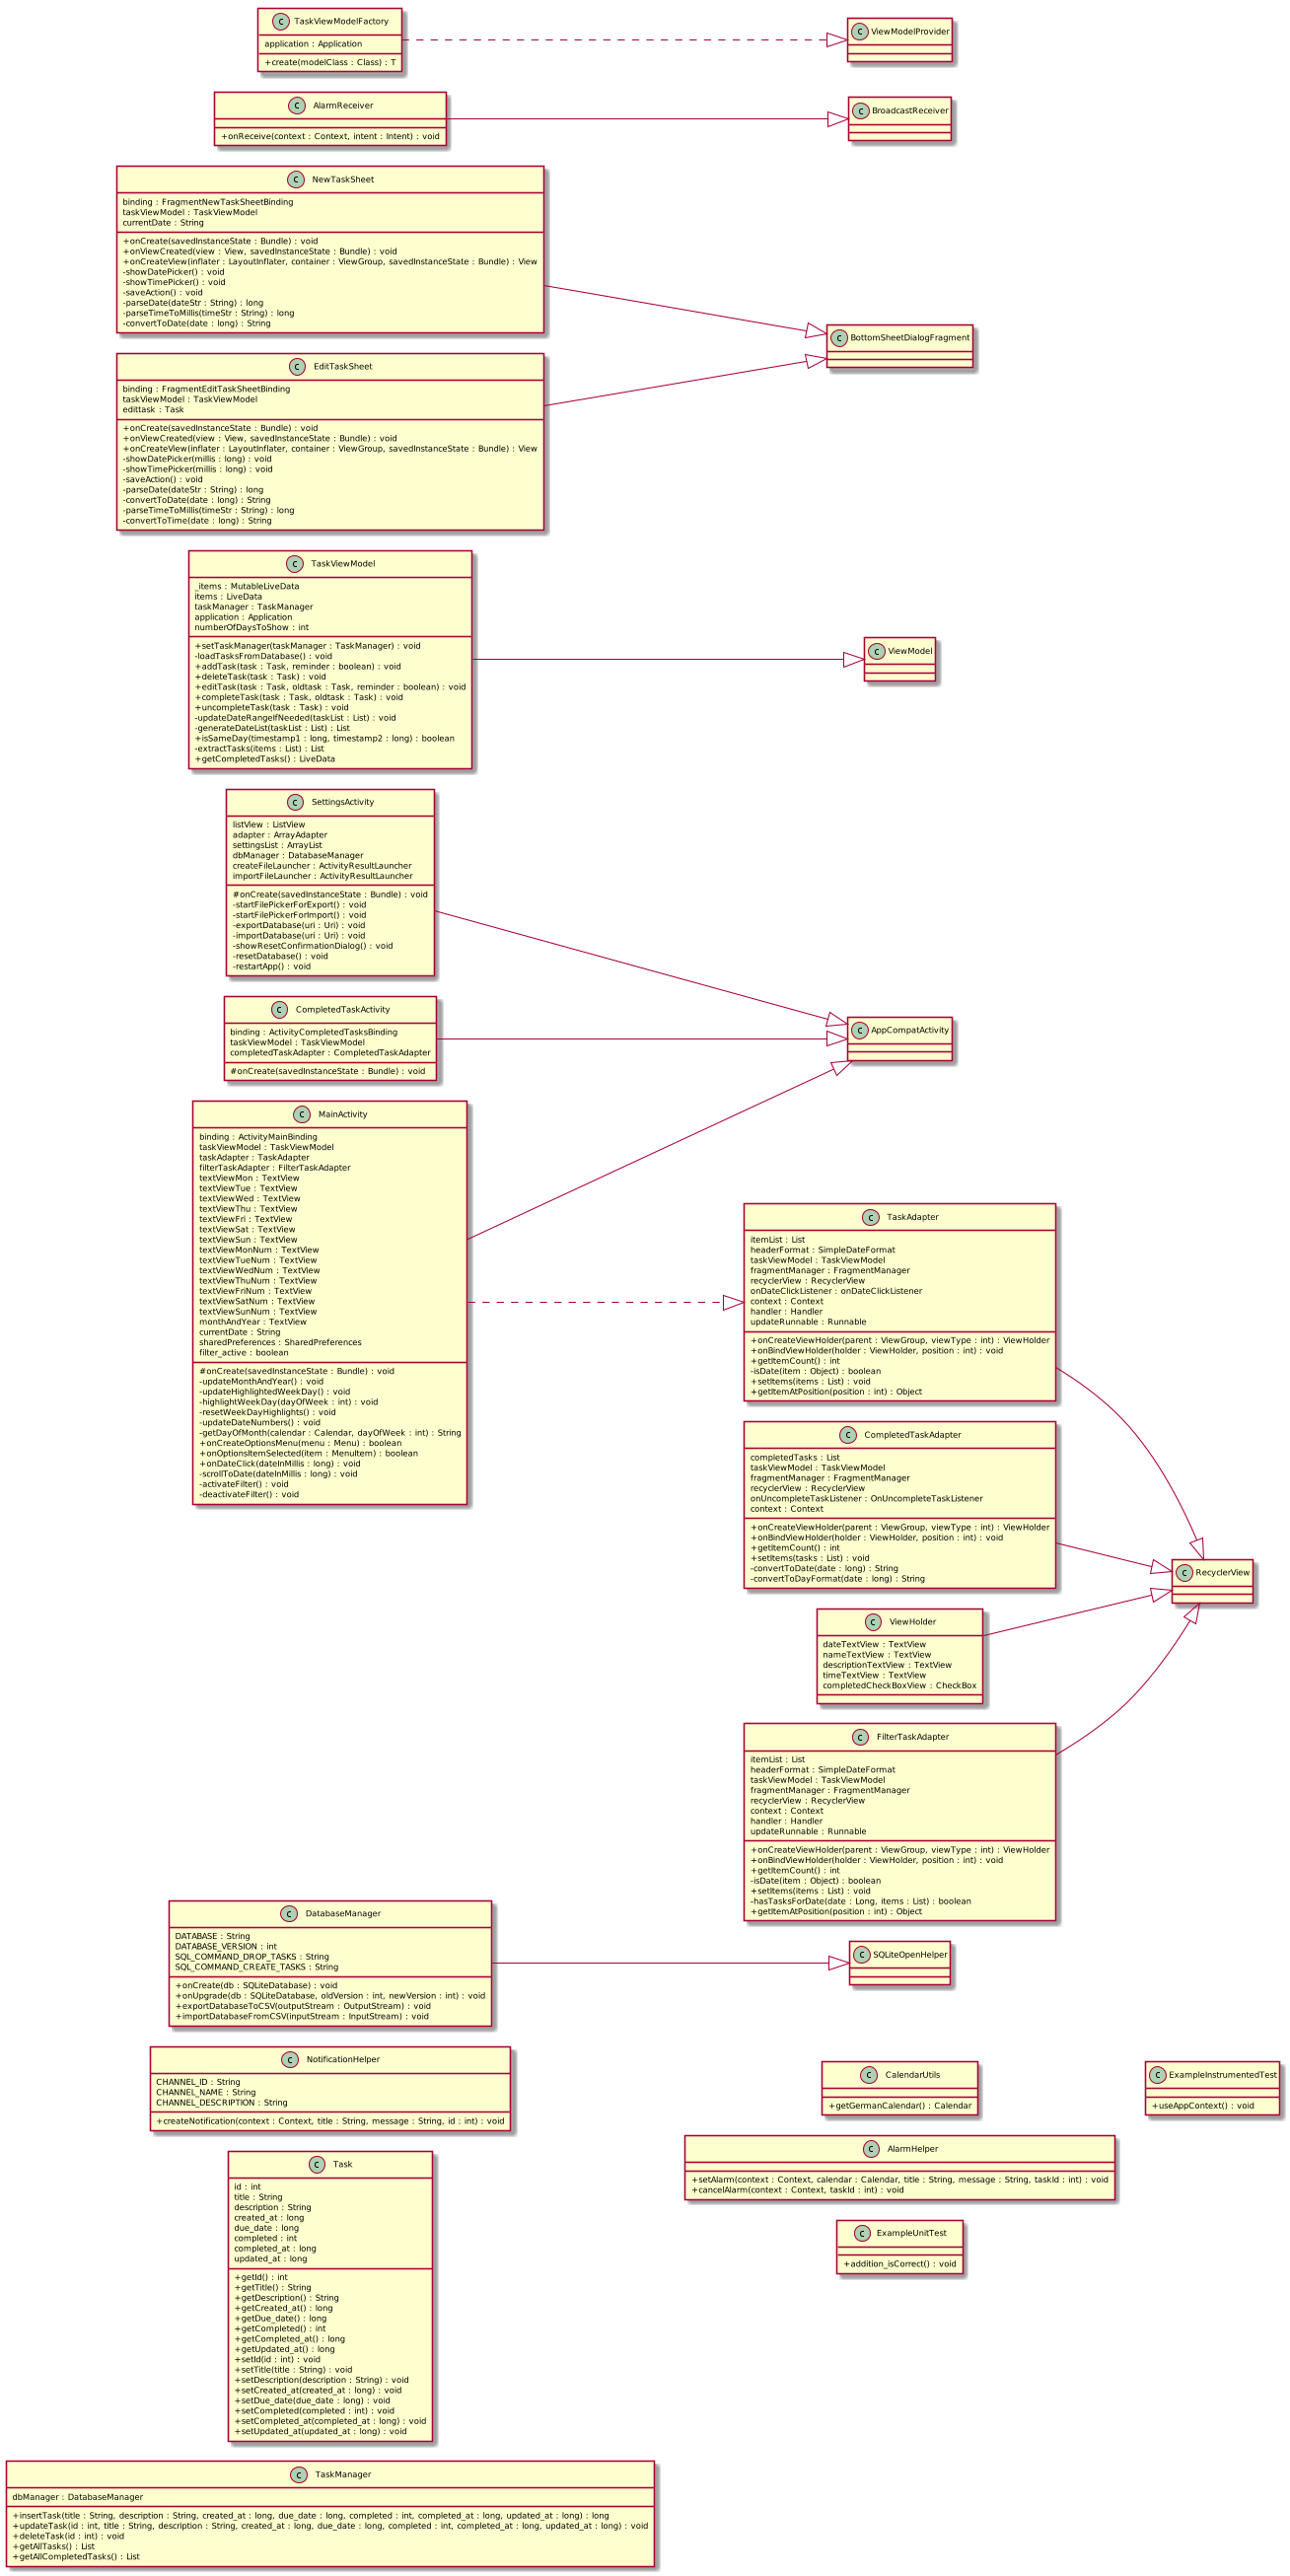 C TaskViewModelFactory
application : Application
+create(modelClass : Class) : T
C ViewModelProvider
C AlarmReceiver
+onReceive(context : Context, intent : Intent) : void
C BroadcastReceiver
C NewTaskSheet
binding : FragmentNewTaskSheetBinding
taskViewModel : TaskViewModel
currentDate : String
+onCreate(savedInstanceState : Bundle) : void
+onViewCreated(view : View, savedInstanceState : Bundle) : void
+onCreateView(inflater : LayoutInflater, container : ViewGroup, savedInstanceState : Bundle) : View
-showDatePicker() : void
-showTimePicker() : void
-saveAction() : void
-parseDate(dateStr : String) : long
-parseTimeToMillis(timeStr : String) : long
-convertToDate(date : long) : String
C BottomSheetDialogFragment
C EditTaskSheet
binding : FragmentEditTaskSheetBinding
taskViewModel : TaskViewModel
edittask : Task
+onCreate(savedInstanceState : Bundle) : void
+onViewCreated(view : View, savedInstanceState : Bundle) : void
+onCreateView(inflater : LayoutInflater, container : ViewGroup, savedInstanceState : Bundle) : View
-showDatePicker(millis : long) : void
-showTimePicker(millis : long) : void
-saveAction() : void
-parseDate(dateStr : String) : long
-convertToDate(date : long) : String
-parseTimeToMillis(timeStr : String) : long
-convertToTime(date : long) : String
C TaskViewModel
_items : MutableLiveData
items : LiveData
taskManager : TaskManager
application : Application
numberOfDaysToShow : int
+setTaskManager(taskManager : TaskManager) : void
-loadTasksFromDatabase() : void
+addTask(task : Task, reminder : boolean) : void
+deleteTask(task : Task) : void
+editTask(task : Task, oldtask : Task, reminder : boolean) : void
+completeTask(task : Task, oldtask : Task) : void
+uncompleteTask(task : Task) : void
-updateDateRangeIfNeeded(taskList : List) : void
-generateDateList(taskList : List) : List
+isSameDay(timestamp1 : long, timestamp2 : long) : boolean
-extractTasks(items : List) : List
+getCompletedTasks() : LiveData
C ViewModel
C SettingsActivity
listView : ListView
adapter : ArrayAdapter
settingsList : ArrayList
dbManager : DatabaseManager
createFileLauncher : ActivityResultLauncher
importFileLauncher : ActivityResultLauncher
#onCreate(savedInstanceState : Bundle) : void
-startFilePickerForExport() : void
-startFilePickerForImport() : void
-exportDatabase(uri : Uri) : void
-importDatabase(uri : Uri) : void
-showResetConfirmationDialog() : void
-resetDatabase() : void
-restartApp() : void
C CompletedTaskActivity
binding : ActivityCompletedTasksBinding
taskViewModel : TaskViewModel
completedTaskAdapter : CompletedTaskAdapter
#onCreate(savedInstanceState : Bundle) : void
C AppCompatActivity
C MainActivity
binding : ActivityMainBinding
taskViewModel : TaskViewModel
taskAdapter : TaskAdapter
filterTaskAdapter : FilterTaskAdapter
textViewMon : TextView
textViewTue : TextView
textViewWed : TextView
textViewThu : TextView
textViewFri : TextView
textViewSat : TextView
textViewSun : TextView
textViewMonNum : TextView
textViewTueNum : TextView
textViewWedNum : TextView
textViewThuNum : TextView
textViewFriNum : TextView
textViewSatNum : TextView
textViewSunNum : TextView
monthAndYear : TextView
currentDate : String
sharedPreferences : SharedPreferences
filter_active : boolean
#onCreate(savedInstanceState : Bundle) : void
-updateMonthAndYear() : void
-updateHighlightedWeekDay() : void
-highlightWeekDay(dayOfWeek : int) : void
-resetWeekDayHighlights() : void
-updateDateNumbers() : void
-getDayOfMonth(calendar : Calendar, dayOfWeek : int) : String
+onCreateOptionsMenu(menu : Menu) : boolean
+onOptionsItemSelected(item : MenuItem) : boolean
+onDateClick(dateInMillis : long) : void
-scrollToDate(dateInMillis : long) : void
-activateFilter() : void
-deactivateFilter() : void
C TaskAdapter
itemList : List
headerFormat : SimpleDateFormat
taskViewModel : TaskViewModel
fragmentManager : FragmentManager
recyclerView : RecyclerView
onDateClickListener : onDateClickListener
context : Context
handler : Handler
updateRunnable : Runnable
+onCreateViewHolder(parent : ViewGroup, viewType : int) : ViewHolder
+onBindViewHolder(holder : ViewHolder, position : int) : void
+getItemCount() : int
-isDate(item : Object) : boolean
+setItems(items : List) : void
+getItemAtPosition(position : int) : Object
C CompletedTaskAdapter
completedTasks : List
taskViewModel : TaskViewModel
fragmentManager : FragmentManager
recyclerView : RecyclerView
onUncompleteTaskListener : OnUncompleteTaskListener
context : Context
+onCreateViewHolder(parent : ViewGroup, viewType : int) : ViewHolder
+onBindViewHolder(holder : ViewHolder, position : int) : void
+getItemCount() : int
+setItems(tasks : List) : void
-convertToDate(date : long) : String
-convertToDayFormat(date : long) : String
C RecyclerView
C ViewHolder
dateTextView : TextView
nameTextView : TextView
descriptionTextView : TextView
timeTextView : TextView
completedCheckBoxView : CheckBox
C FilterTaskAdapter
itemList : List
headerFormat : SimpleDateFormat
taskViewModel : TaskViewModel
fragmentManager : FragmentManager
recyclerView : RecyclerView
context : Context
handler : Handler
updateRunnable : Runnable
+onCreateViewHolder(parent : ViewGroup, viewType : int) : ViewHolder
+onBindViewHolder(holder : ViewHolder, position : int) : void
+getItemCount() : int
-isDate(item : Object) : boolean
+setItems(items : List) : void
-hasTasksForDate(date : Long, items : List) : boolean
+getItemAtPosition(position : int) : Object
C DatabaseManager
DATABASE : String
DATABASE_VERSION : int
SQL_COMMAND_DROP_TASKS : String
SQL_COMMAND_CREATE_TASKS : String
+onCreate(db : SQLiteDatabase) : void
+onUpgrade(db : SQLiteDatabase, oldVersion : int, newVersion : int) : void
+exportDatabaseToCSV(outputStream : OutputStream) : void
+importDatabaseFromCSV(inputStream : InputStream) : void
C SQLiteOpenHelper
C NotificationHelper
CHANNEL_ID : String
CHANNEL_NAME : String
CHANNEL_DESCRIPTION : String
+createNotification(context : Context, title : String, message : String, id : int) : void
C CalendarUtils
+getGermanCalendar() : Calendar
C ExampleInstrumentedTest
+useAppContext() : void
C AlarmHelper
+setAlarm(context : Context, calendar : Calendar, title : String, message : String, taskId : int) : void
+cancelAlarm(context : Context, taskId : int) : void
C ExampleUnitTest
+addition_isCorrect() : void
C Task
id : int
title : String
description : String
created_at : long
due_date : long
completed : int
completed_at : long
updated_at : long
+getId() : int
+getTitle() : String
+getDescription() : String
+getCreated_at() : long
+getDue_date() : long
+getCompleted() : int
+getCompleted_at() : long
+getUpdated_at() : long
+setId(id : int) : void
+setTitle(title : String) : void
+setDescription(description : String) : void
+setCreated_at(created_at : long) : void
+setDue_date(due_date : long) : void
+setCompleted(completed : int) : void
+setCompleted_at(completed_at : long) : void
+setUpdated_at(updated_at : long) : void
C TaskManager
dbManager : DatabaseManager
+insertTask(title : String, description : String, created_at : long, due_date : long, completed : int, completed_at : long, updated_at : long) : long
+updateTask(id : int, title : String, description : String, created_at : long, due_date : long, completed : int, completed_at : long, updated_at : long) : void
+deleteTask(id : int) : void
+getAllTasks() : List
+getAllCompletedTasks() : List